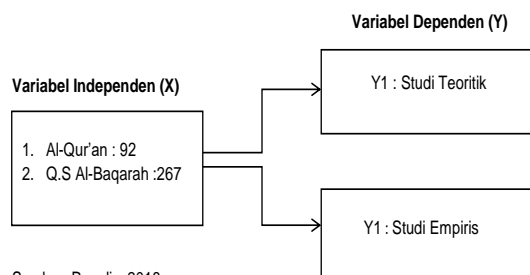 Variabel Dependen (Y)
Y1 : Studi Teoritik
Variabel Independen (X)
1. Al-Qur'an : 92
2. Q.S Al-Baqarah :267
Y1 : Studi Empiris